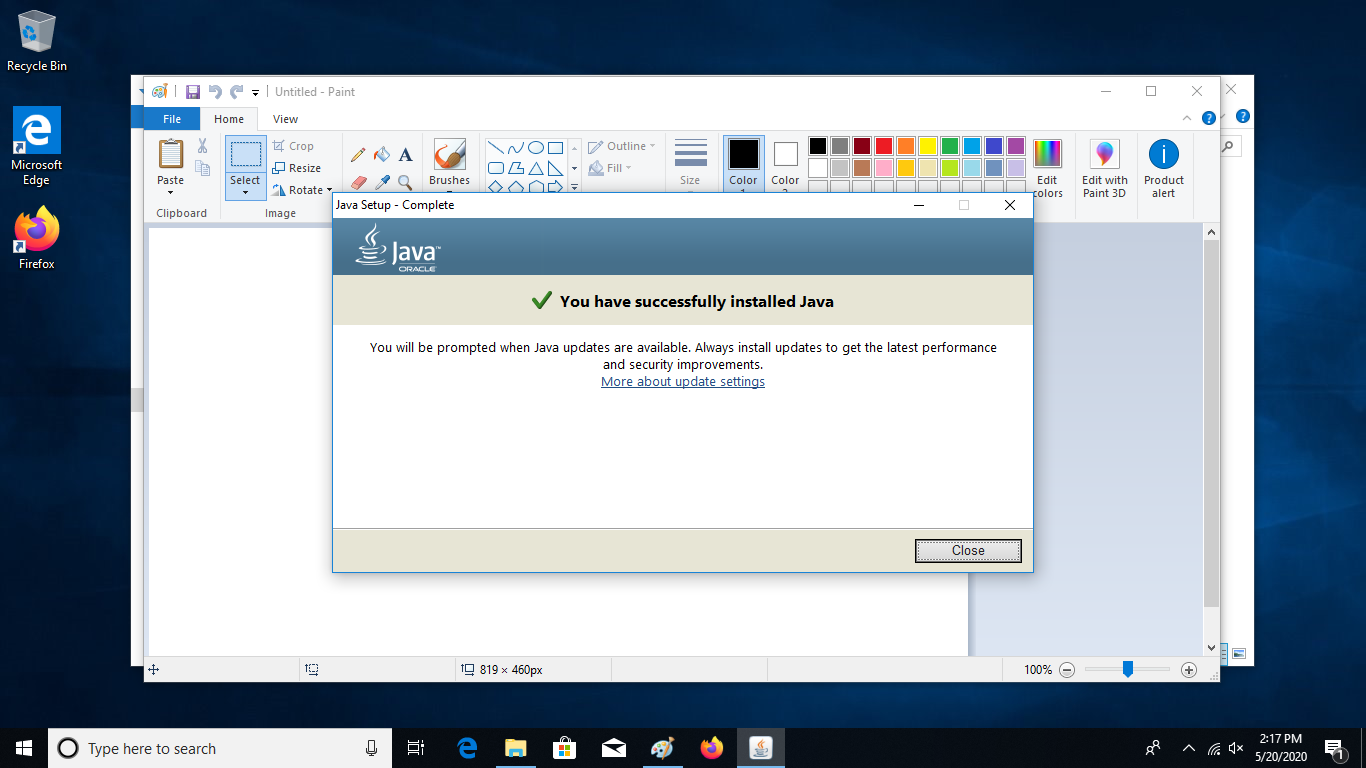 Recycle Bin
Microsoft
Edge
Firefox
Untitled - Paint
File
Home
View
Paste
Clipboard
Select
Crop
Resize
Rotate
Image
A
Brushes
Outline
Fill
Size
Color
1
Color
Edit
colors
Edit with
Paint 3D
Product
alert
Java Setup - Complete
Java™
ORACLE
You have successfully installed Java
You will be prompted when Java updates are available. Always install updates to get the latest performance
and security improvements.
More about update settings
Close
819 × 460px
100%
Type here to search
2:17 PM
5/20/2020
1